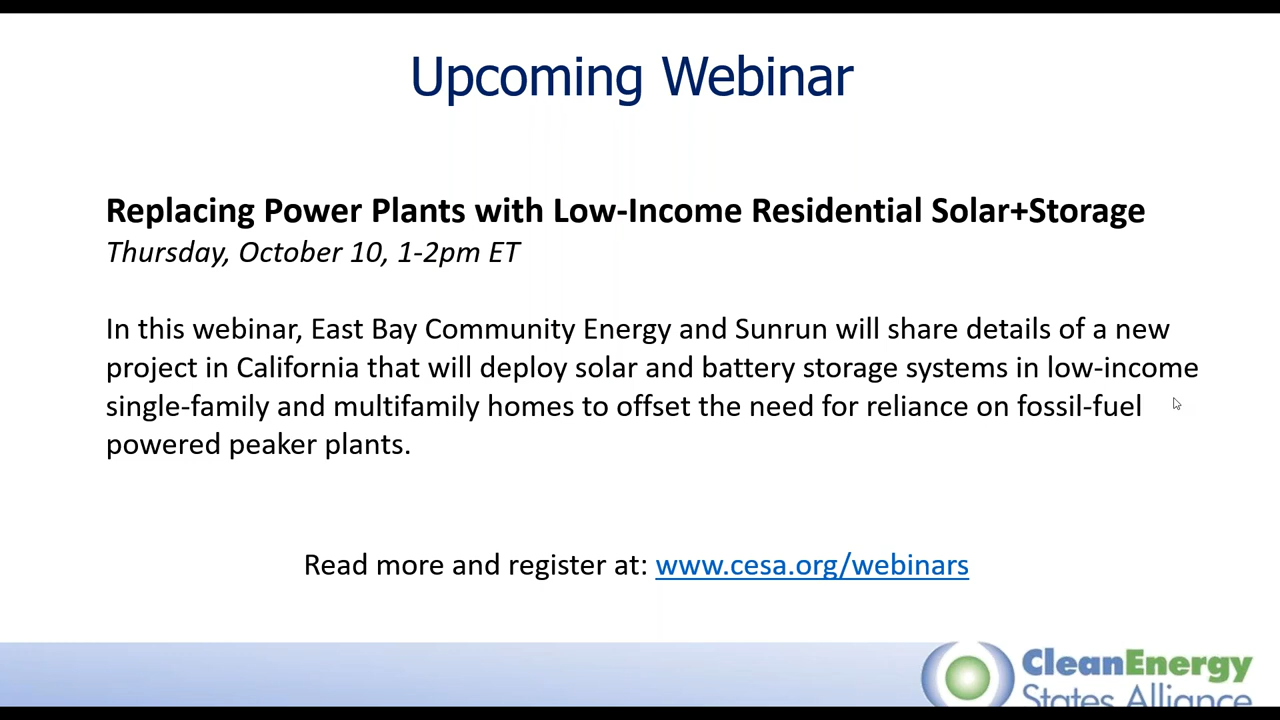 Upcoming Webinar
Replacing Power Plants with Low-Income Residential Solar+Storage
Thursday, October 10, 1-2pm ET
In this webinar, East Bay Community Energy and Sunrun will share details of a new
project in California that will deploy solar and battery storage systems in low-income
single-family and multifamily homes to offset the need for reliance on fossil-fuel
powered peaker plants.
Read more and register at: www.cesa.org/webinars
CleanEnergy
States Alliance